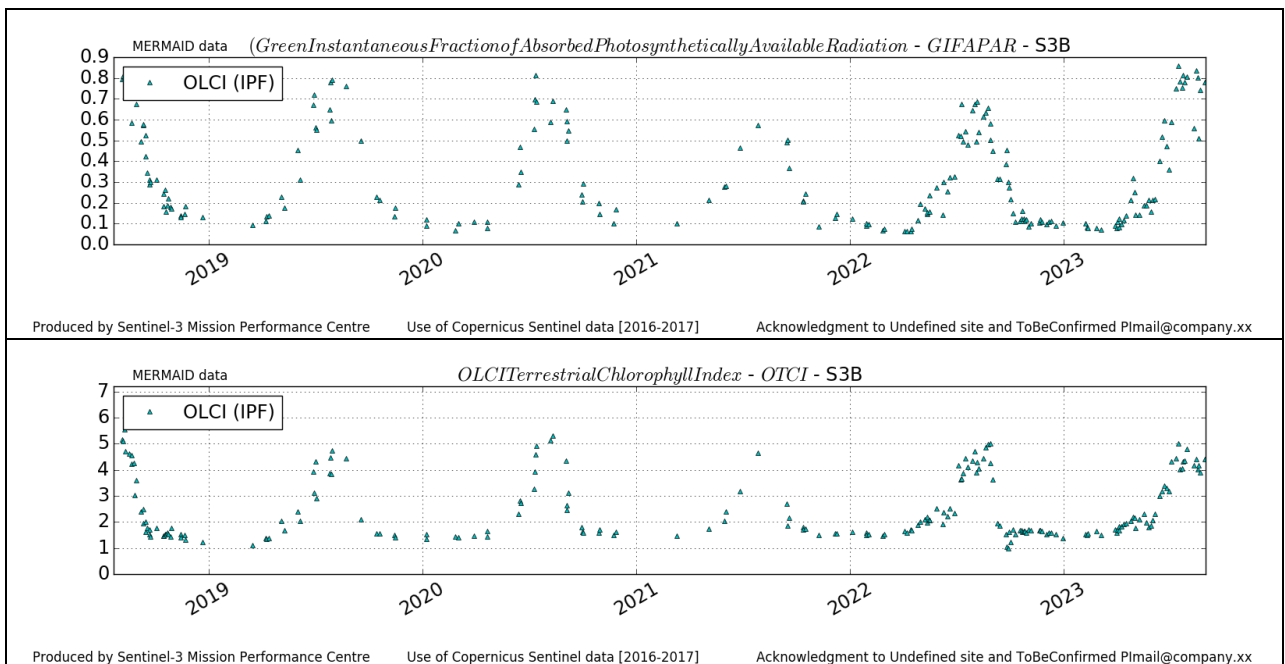 MERMAID data (GreenInstantaneousFractionofAbsorbedPhotosyntheticallyAvailableRadiation - GIFAPAR - S3B
0.9
0.8
0.7
0.6
0.5
0.4
0.3
0.2
0.1
0.0
OLCI (IPF)
2019 2020 2021 2022 2023
Produced by Sentinel-3 Mission Performance Centre Use of Copernicus Sentinel data [2016-2017] Acknowledgment to Undefined site and ToBeConfirmed PImail@company.xx
MERMAID data OLCITerrestrialChlorophyllIndex - OTCI - S3B
7
6
5
4
3
2
1
0
OLCI (IPF)
2019 2020 2021 2022 2023
Produced by Sentinel-3 Mission Performance Centre Use of Copernicus Sentinel data [2016-2017] Acknowledgment to Undefined site and ToBeConfirmed PImail@company.xx